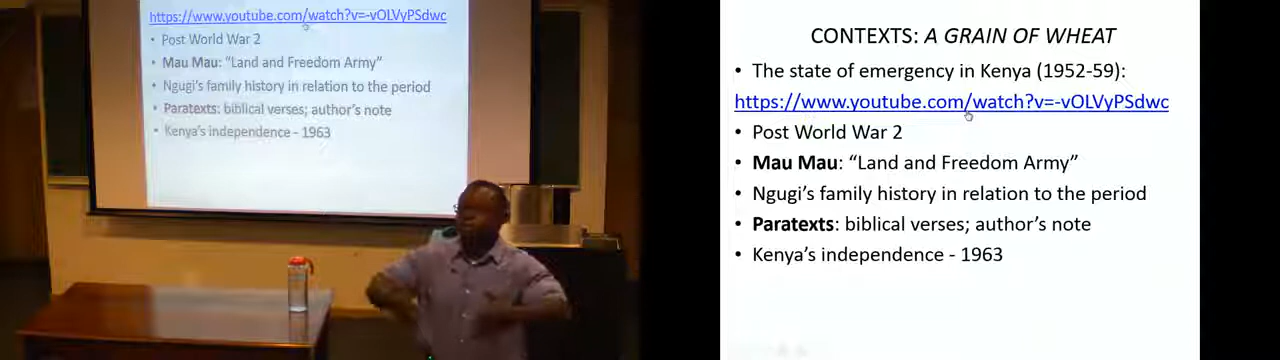 https://www.youtube.com/watch?v=-vOLVyPSdwc
• Post World War 2
• Mau Mau: “Land and Freedom Army”
• Ngugi’s family history in relation to the period
• Paratexts: biblical verses; author’s note
• Kenya’s independence - 1963
CONTEXTS: A GRAIN OF WHEAT
• The state of emergency in Kenya (1952-59):
https://www.youtube.com/watch?v=-vOLVyPSdwc
• Post World War 2
• Mau Mau: “Land and Freedom Army”
• Ngugi’s family history in relation to the period
• Paratexts: biblical verses; author’s note
• Kenya’s independence - 1963